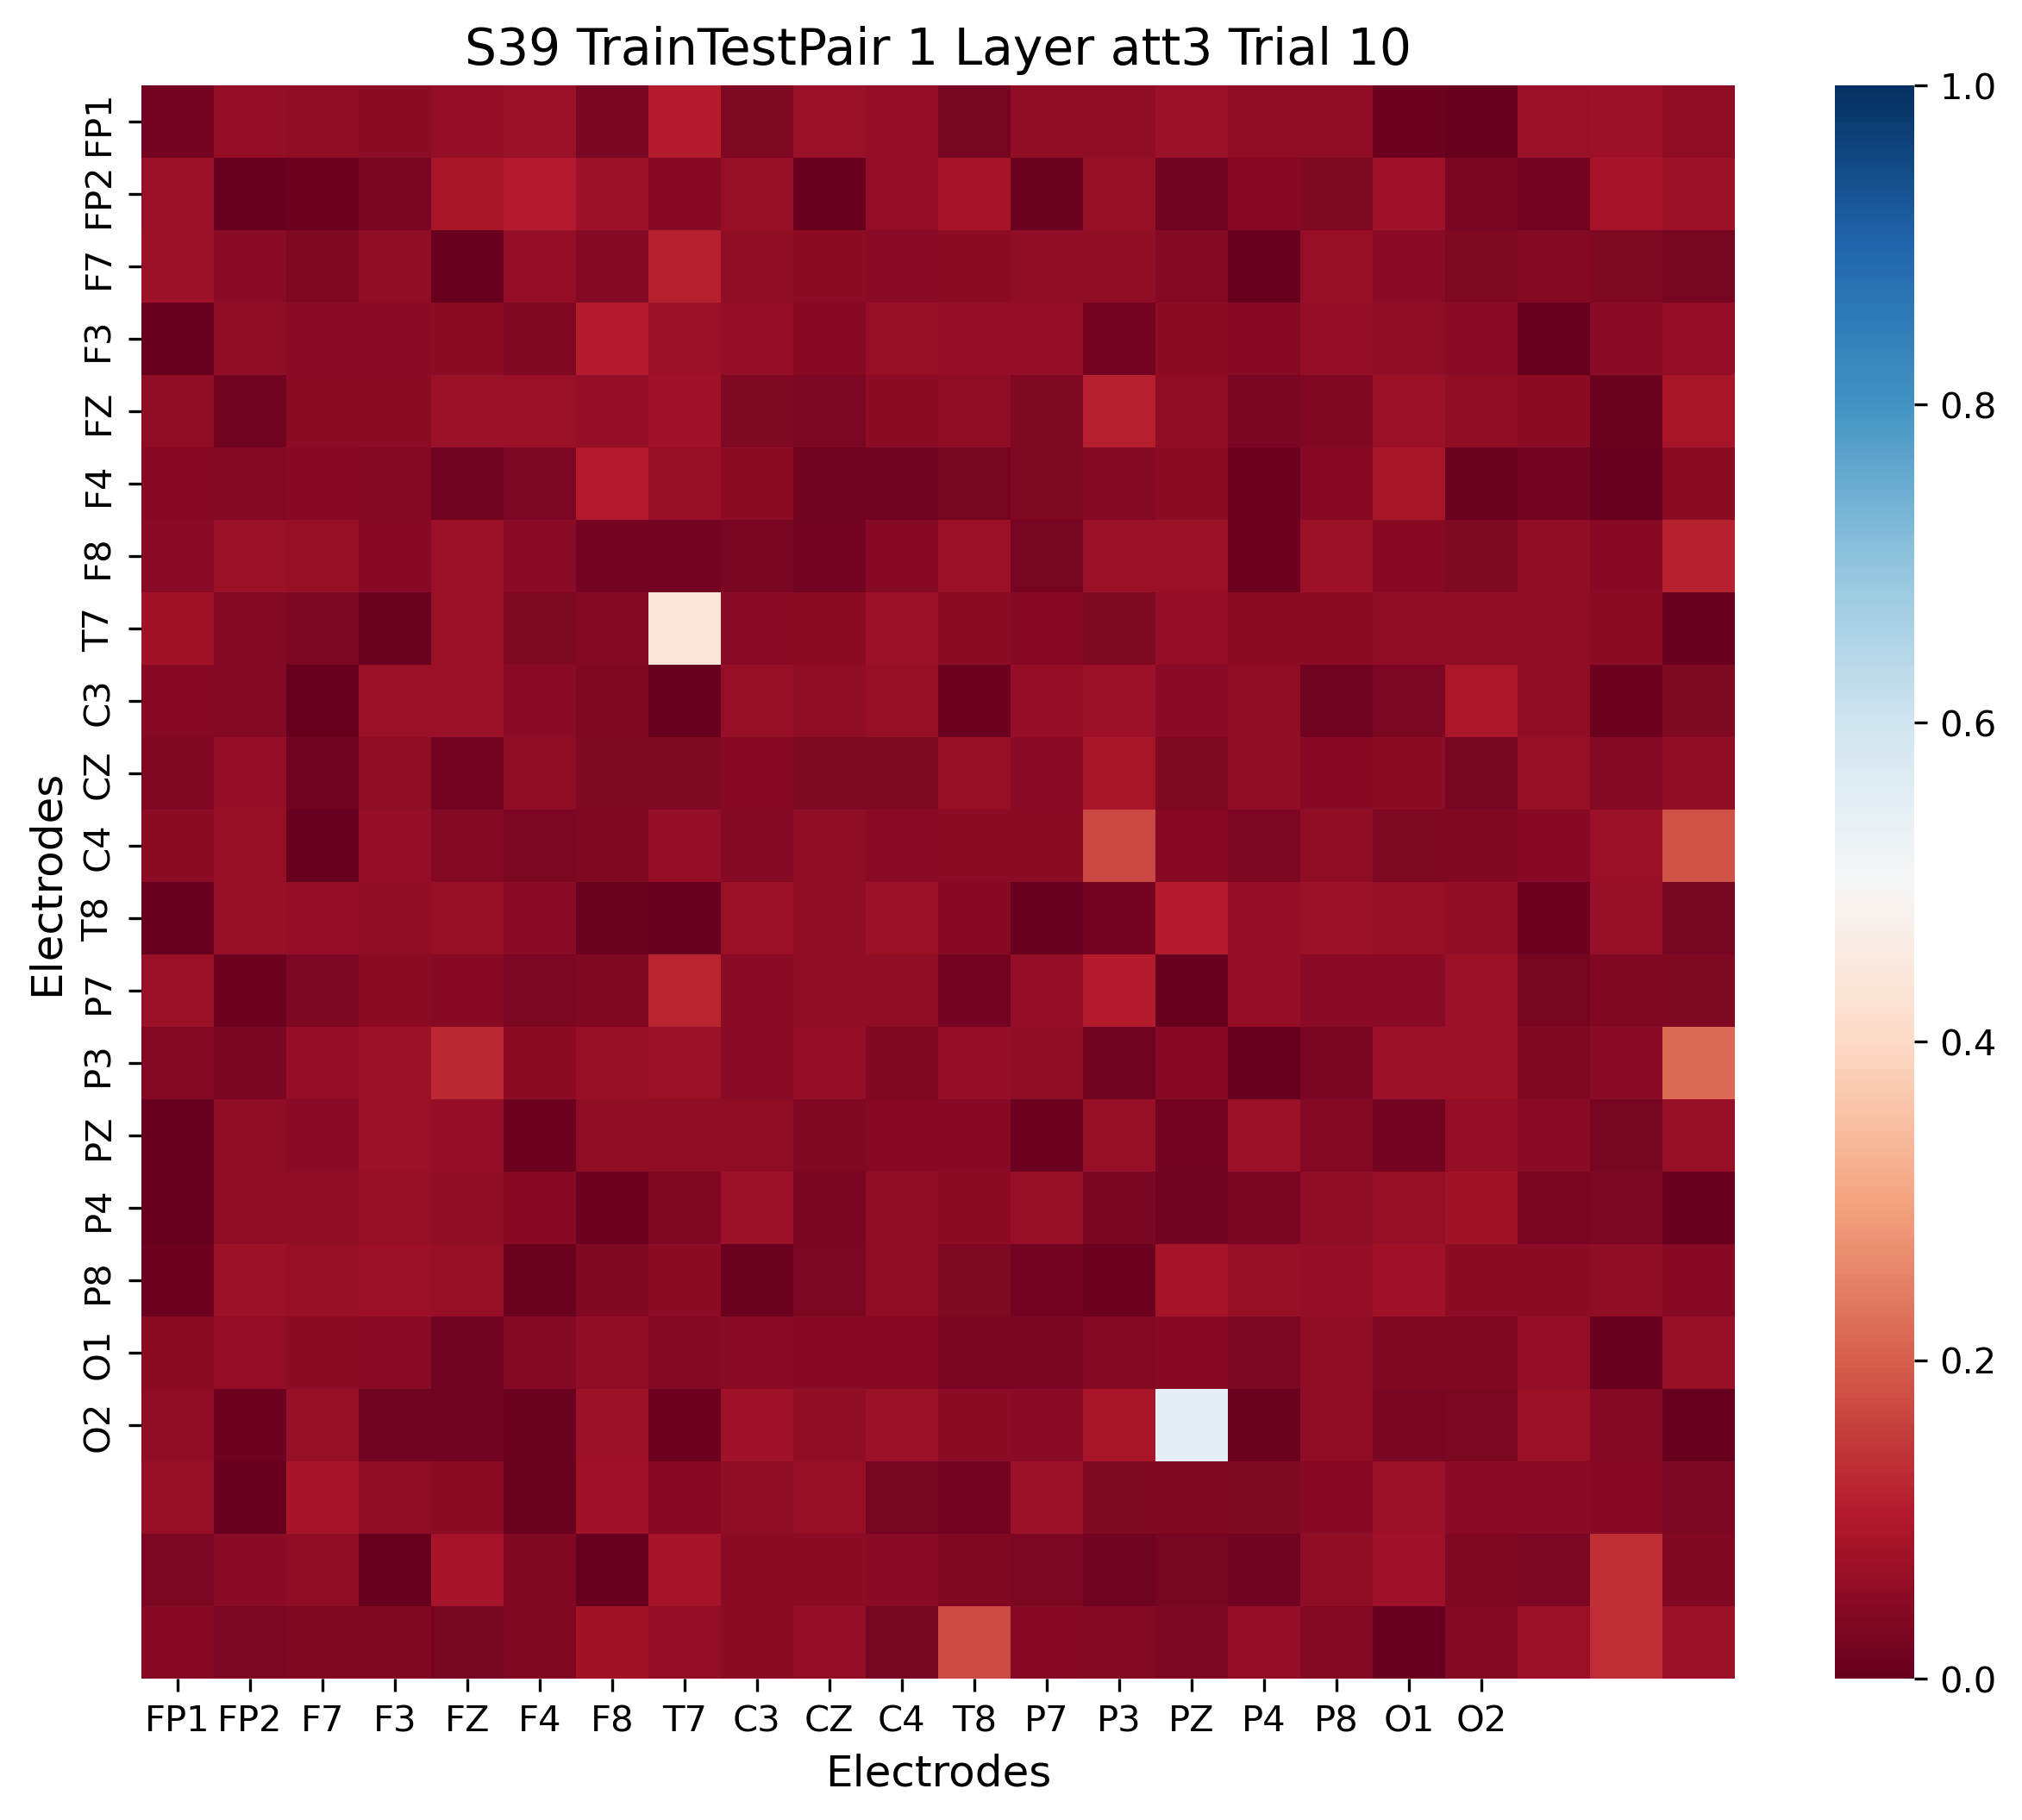 S39 TrainTestPair 1 Layer att3 Trial 10
Electrodes
FP1
FP2
F7
F3
FZ
F4
F8
T7
C3
CZ
C4
T8
P7
P3
PZ
P4
P8
O1
O2
FP1 FP2 F7 F3 FZ F4 F8 T7 C3 CZ C4 T8 P7 P3 PZ P4 P8 O1 O2
Electrodes
1.0
0.8
0.6
0.4
0.2
0.0